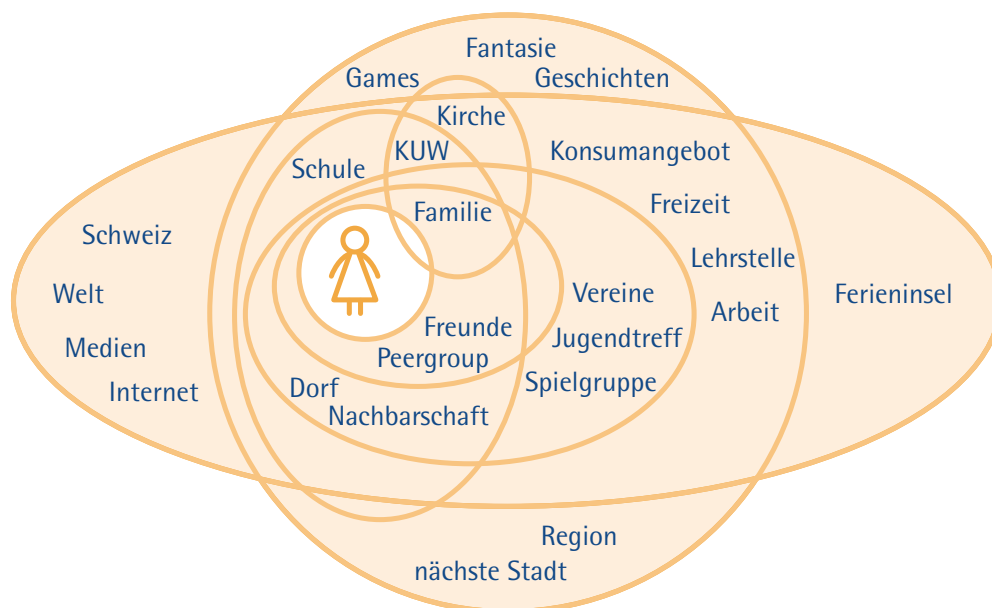 Fantasie
Games
Geschichten
Kirche
KUW
Konsumangebot
Schule
Freizeit
Familie
Schweiz
Lehrstelle
Welt
Vereine
Arbeit
Ferieninsel
Freunde
Jugendtreff
Medien
Peergroup
Internet
Dorf
Spielgruppe
Nachbarschaft
Region
nächste Stadt